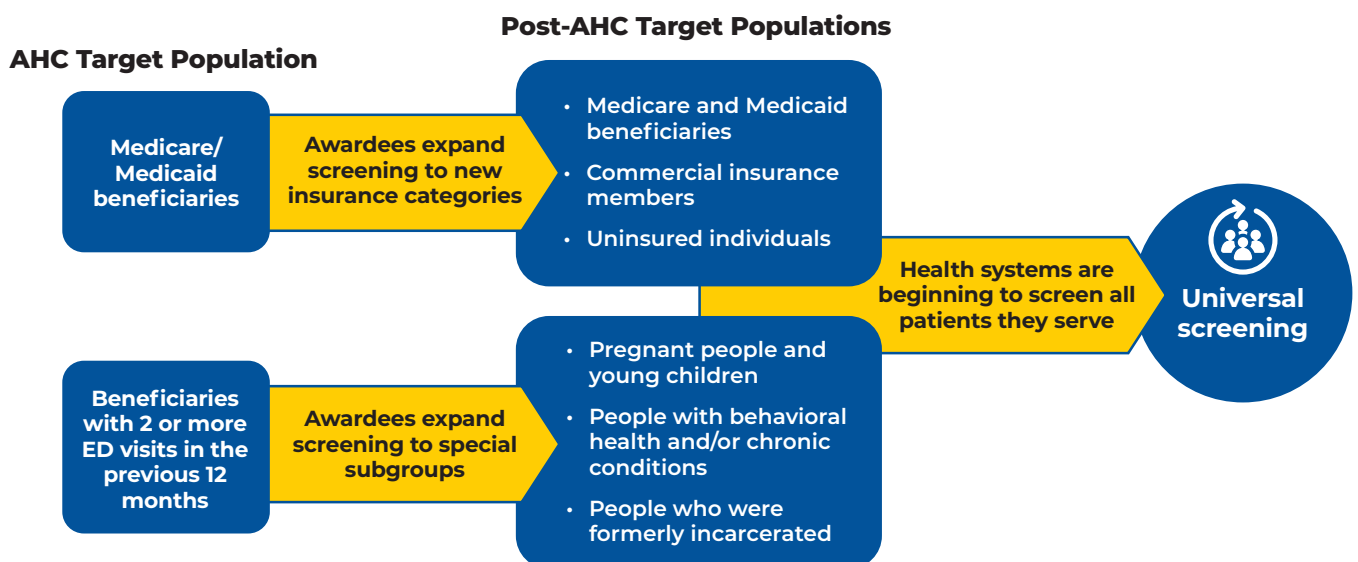 Post-AHC Target Populations
AHC Target Population
Medicare/
Medicaid
beneficiaries
Awardees expand
screening to new
insurance categories
• Medicare and Medicaid
beneficiaries
• Commercial insurance
members
• Uninsured individuals
Beneficiaries
with 2 or more
ED visits in the
previous 12
months
Awardees expand
screening to special
subgroups
• Pregnant people and
young children
• People with behavioral
health and/or chronic
conditions
• People who were
formerly incarcerated
Health systems are
beginning to screen all
patients they serve
Universal
screening